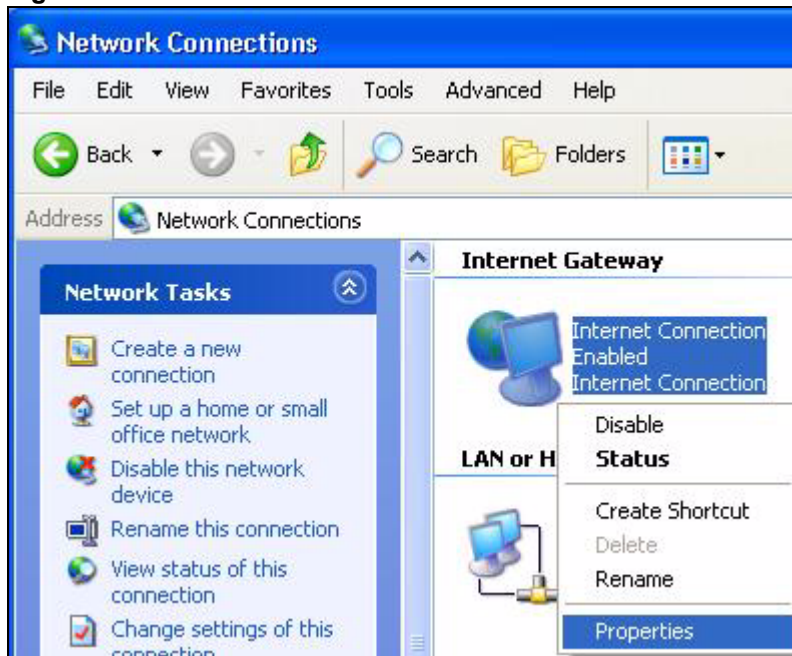 Network Connections
File Edit View Favorites Tools Advanced Help
Back Search Folders
Address Network Connections
Network Tasks
Create a new
connection
Set up a home or small
office network
Disable this network
device
Rename this connection
View status of this
connection
Change settings of this
connection
Internet Gateway
Internet Connection
Enabled
Internet Connection
LAN or H
Disable
Status
Create Shortcut
Delete
Rename
Properties